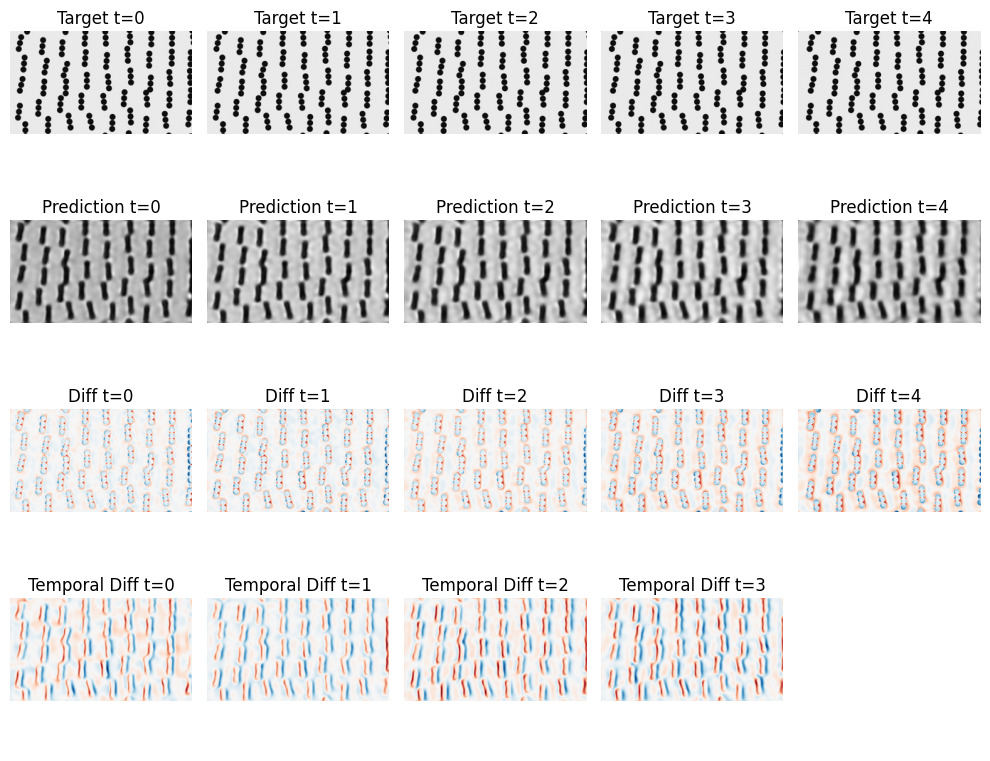 Target t=0 Target t=1 Target t=2 Target t=3 Target t=4
Prediction t=0 Prediction t=1 Prediction t=2 Prediction t=3 Prediction t=4
Diff t=0 Diff t=1 Diff t=2 Diff t=3 Diff t=4
Temporal Diff t=0 Temporal Diff t=1 Temporal Diff t=2 Temporal Diff t=3